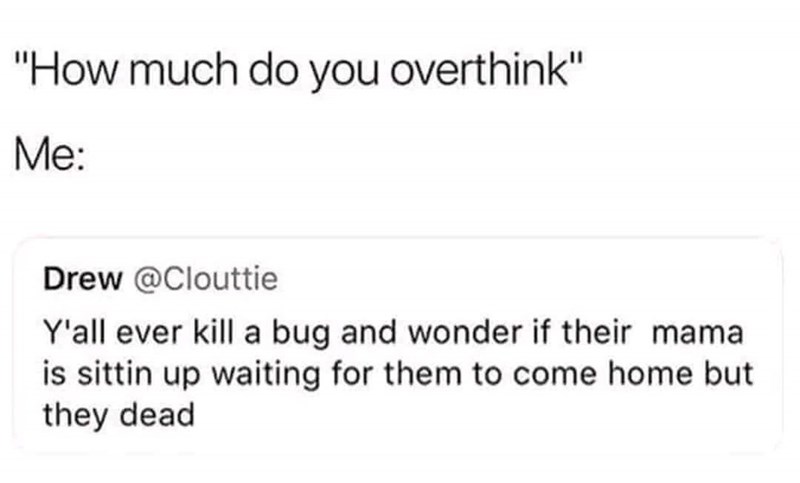 "How much do you overthink"
Me:
Drew @Clouttie
Y'all ever kill a bug and wonder if their mama
is sittin up waiting for them to come home but
they dead